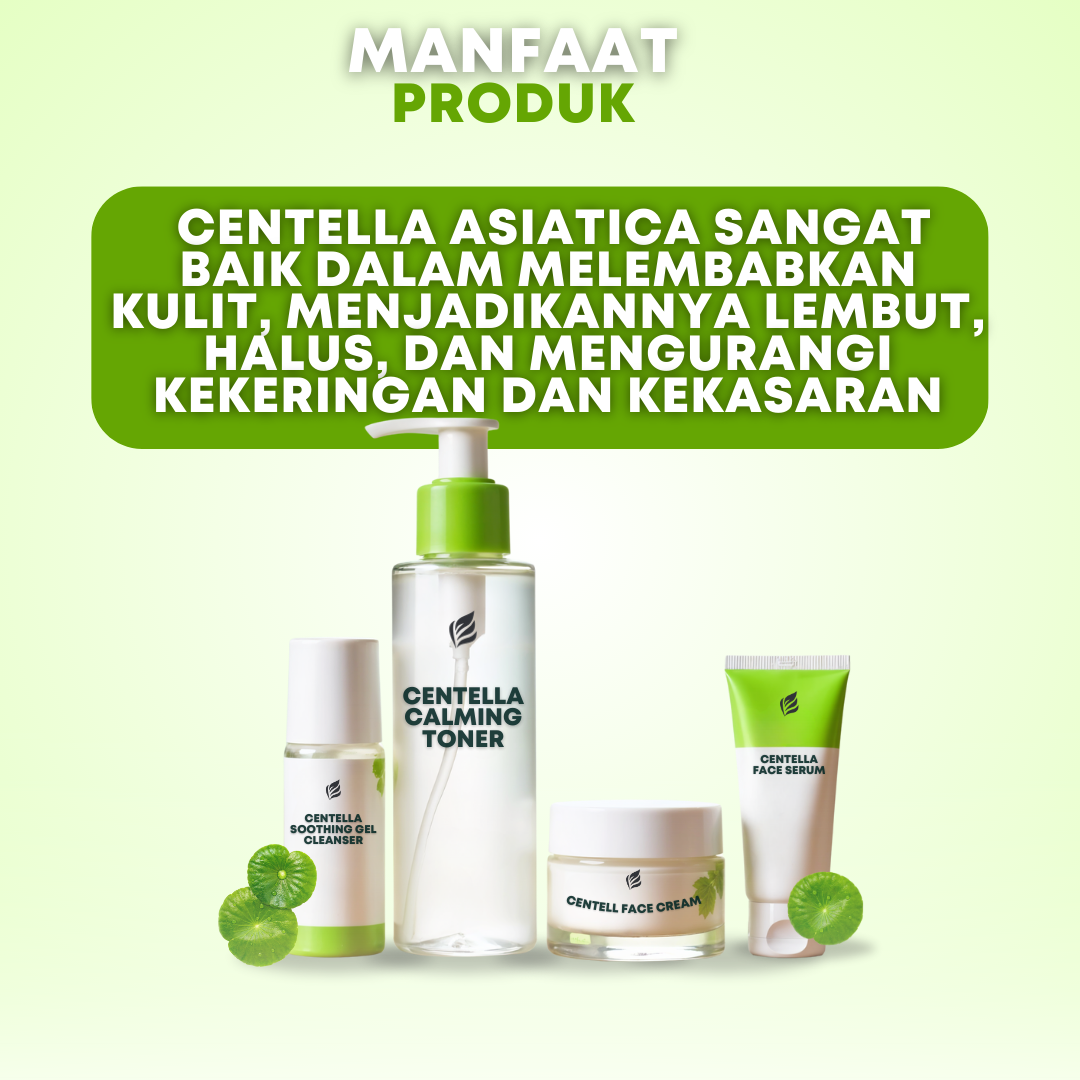 MANFAAT
PRODUK
CENTELLA ASIATICA SANGAT
BAIK DALAM MELEMBABKAN
KULIT, MENJADIKANNYA LEMBUT,
HALUS, DAN MENGURANGI
KEKERINGAN DAN KEKASARAN
CENTELLA
SOOTHING GEL
CLEANSER
CENTELLA
CALMING
TONER
CENTELL FACE CREAM
CENTELLA
FACE SERUM